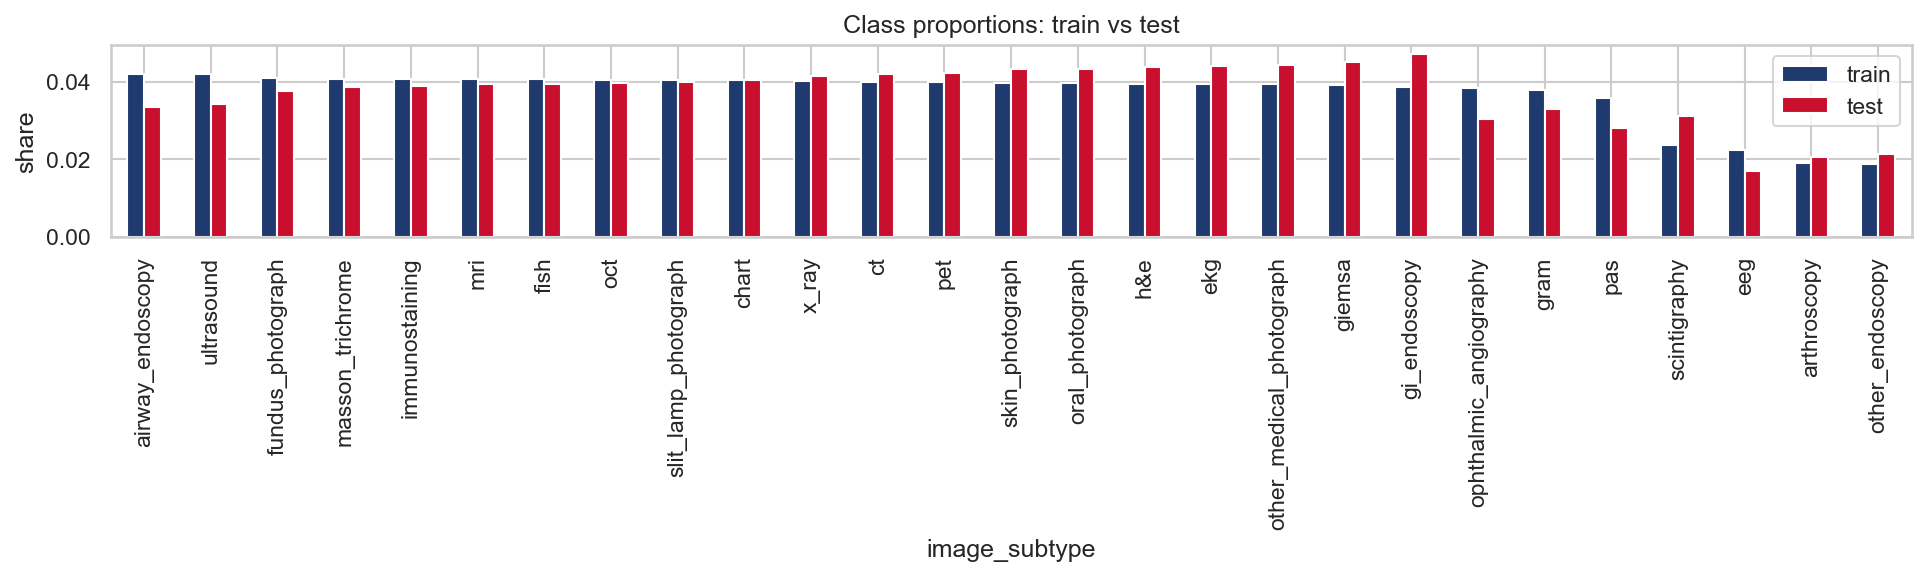 Class proportions: train vs test
share
0.04
0.02
0.00
train
test
airway_endoscopy
ultrasound
fundus_photograph
masson_trichrome
immunostaining
mri
fish
oct
slit_lamp_photograph
chart
x_ray
ct
pet
skin_photograph
oral_photograph
h&e
ekg
other_medical_photograph
giemsa
gi_endoscopy
ophthalmic_angiography
gram
pas
scintigraphy
eeg
arthroscopy
other_endoscopy
image_subtype